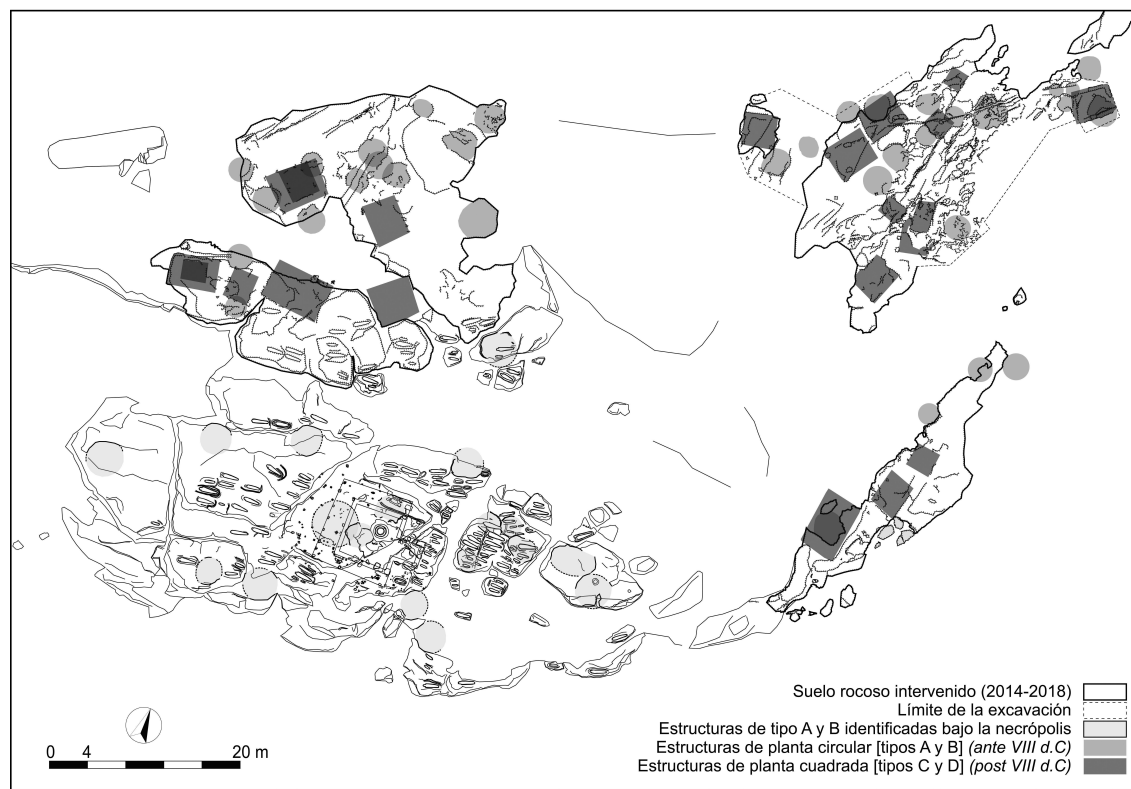 Suelo rocoso intervenido (2014-2018)
Límite de la excavación
Estructuras de tipo A y B identificadas bajo la necrópolis
Estructuras de planta circular [tipos A y B] (ante VIII d.C)
Estructuras de planta cuadrada [tipos C y D] (post VIII d.C)
0 4 20 m